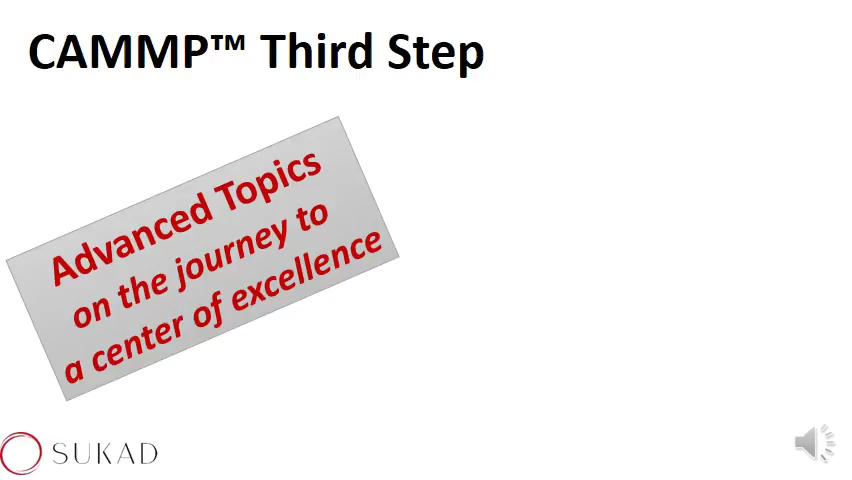 CAMMP™ Third Step
Advanced Topics
on the journey to
a center of excellence
SUKAD